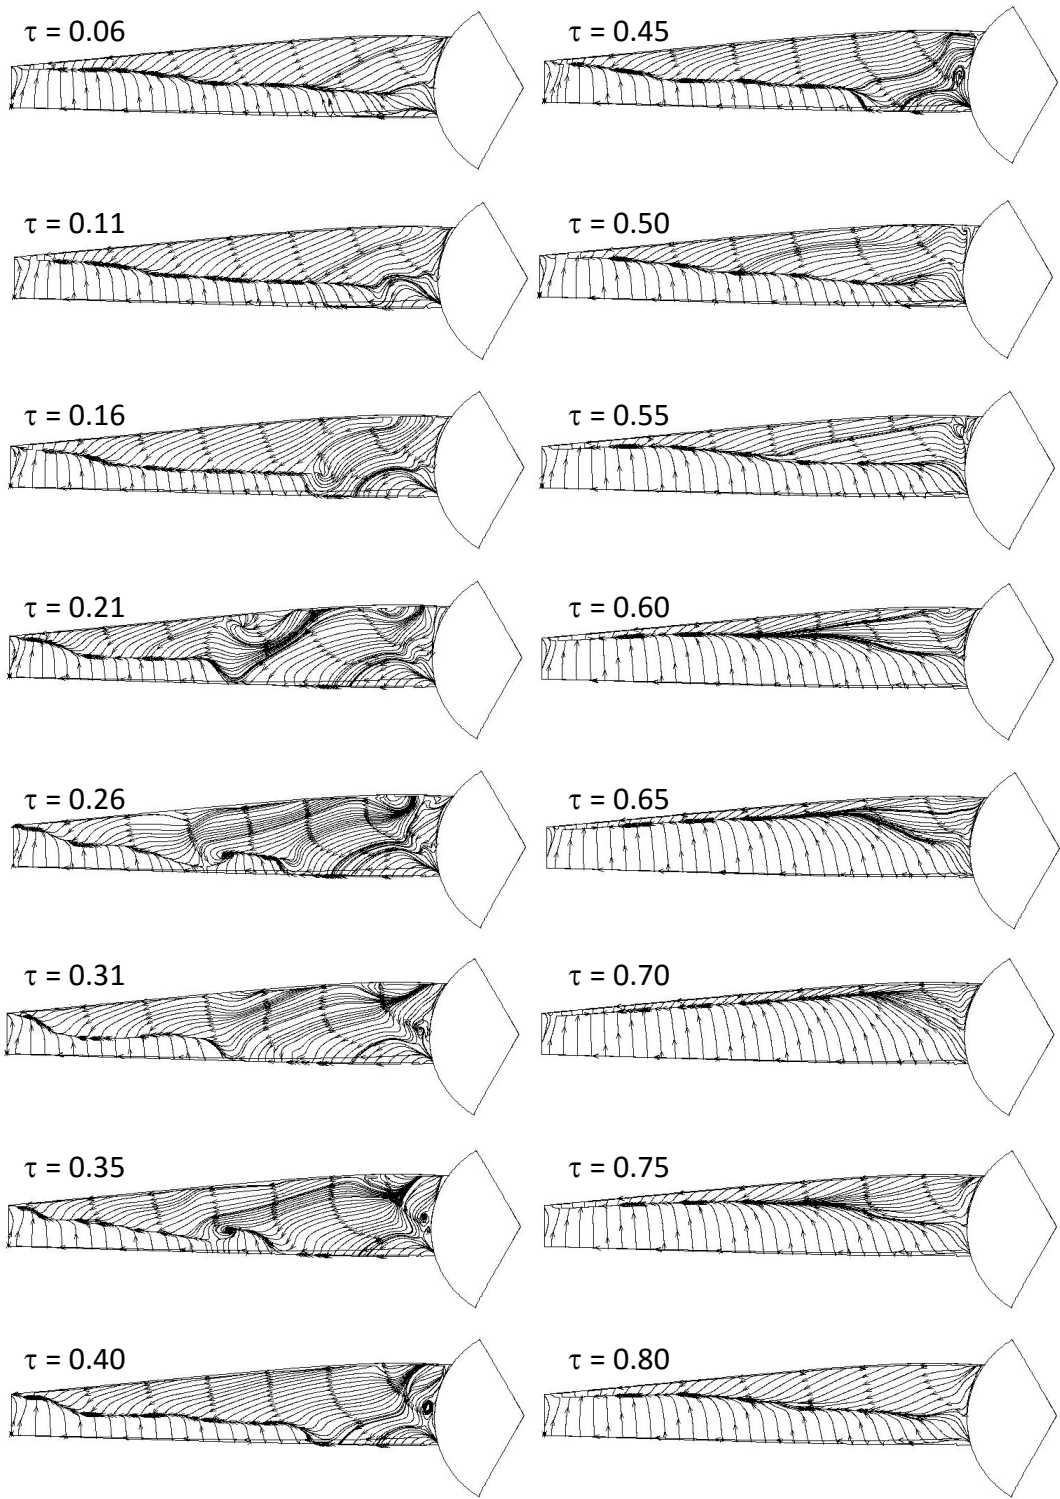 τ = 0.06
τ = 0.11
τ = 0.16
τ = 0.21
τ = 0.26
τ = 0.31
τ = 0.35
τ = 0.40
τ = 0.45
τ = 0.50
τ = 0.55
τ = 0.60
τ = 0.65
τ = 0.70
τ = 0.75
τ = 0.80